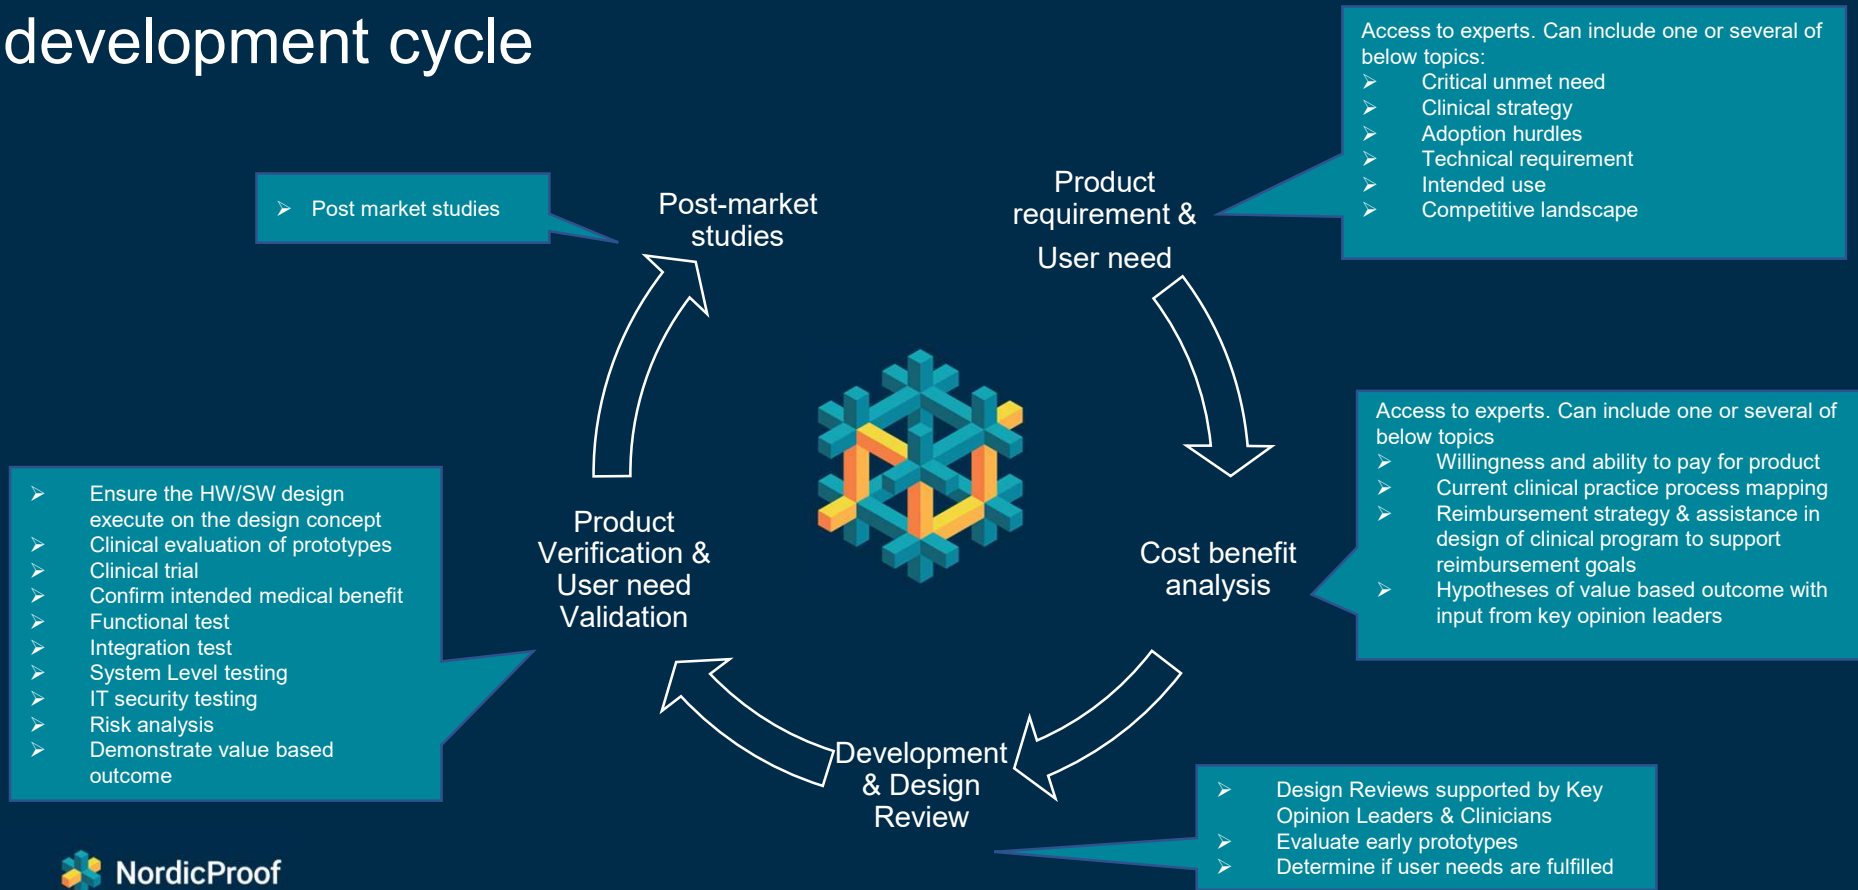 development cycle
Access to experts. Can include one or several of
below topics:
➢ Critical unmet need
➢ Clinical strategy
➢ Adoption hurdles
➢ Technical requirement
➢ Intended use
➢ Competitive landscape
➢ Post market studies
Post-market
studies
Product
requirement &
User need
Access to experts. Can include one or several of
below topics
➢ Willingness and ability to pay for product
➢ Current clinical practice process mapping
➢ Reimbursement strategy & assistance in
design of clinical program to support
reimbursement goals
➢ Hypotheses of value based outcome with
input from key opinion leaders
➢ Ensure the HW/SW design
execute on the design concept
➢ Clinical evaluation of prototypes
➢ Clinical trial
➢ Confirm intended medical benefit
➢ Functional test
➢ Integration test
➢ System Level testing
➢ IT security testing
➢ Risk analysis
➢ Demonstrate value based
outcome
Product
Verification &
User need
Validation
Cost benefit
analysis
Development
& Design
Review
➢ Design Reviews supported by Key
Opinion Leaders & Clinicians
➢ Evaluate early prototypes
➢ Determine if user needs are fulfilled
NordicProof